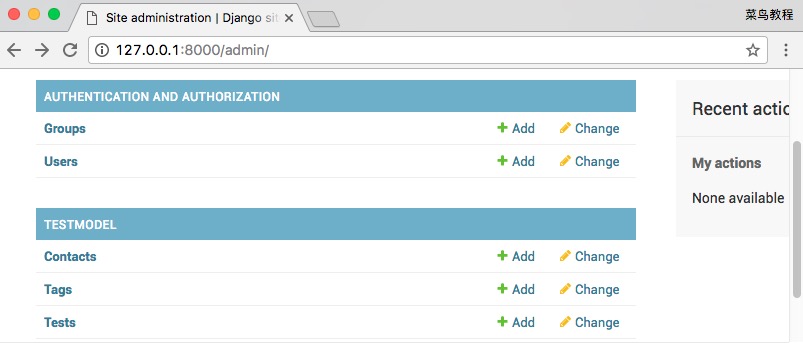 Site administration | Django sit
菜鸟教程
127.0.0.1:8000/admin/
AUTHENTICATION AND AUTHORIZATION
Groups Add Change
Users Add Change
TESTMODEL
Contacts Add Change
Tags Add Change
Tests Add Change
Recent actio
My actions
None available